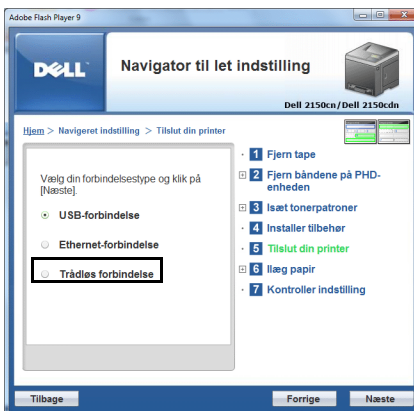 Adobe Flash Player 9
DELL
Navigator til let indstilling
Dell 2150cn/Dell 2150cdn
Hjem > Navigeret indstilling > Tilslut din printer
Vælg din forbindelsestype og klik på
[Næste].
USB-forbindelse
Ethernet-forbindelse
Trådløs forbindelse
1 Fjern tape
2 Fjern båndene på PHD-
enheden
3 Isæt tonerpatroner
4 Installer tilbehør
5 Tilslut din printer
6 Ilæg papir
7 Kontroller indstilling
Tilbage
Forrige
Næste